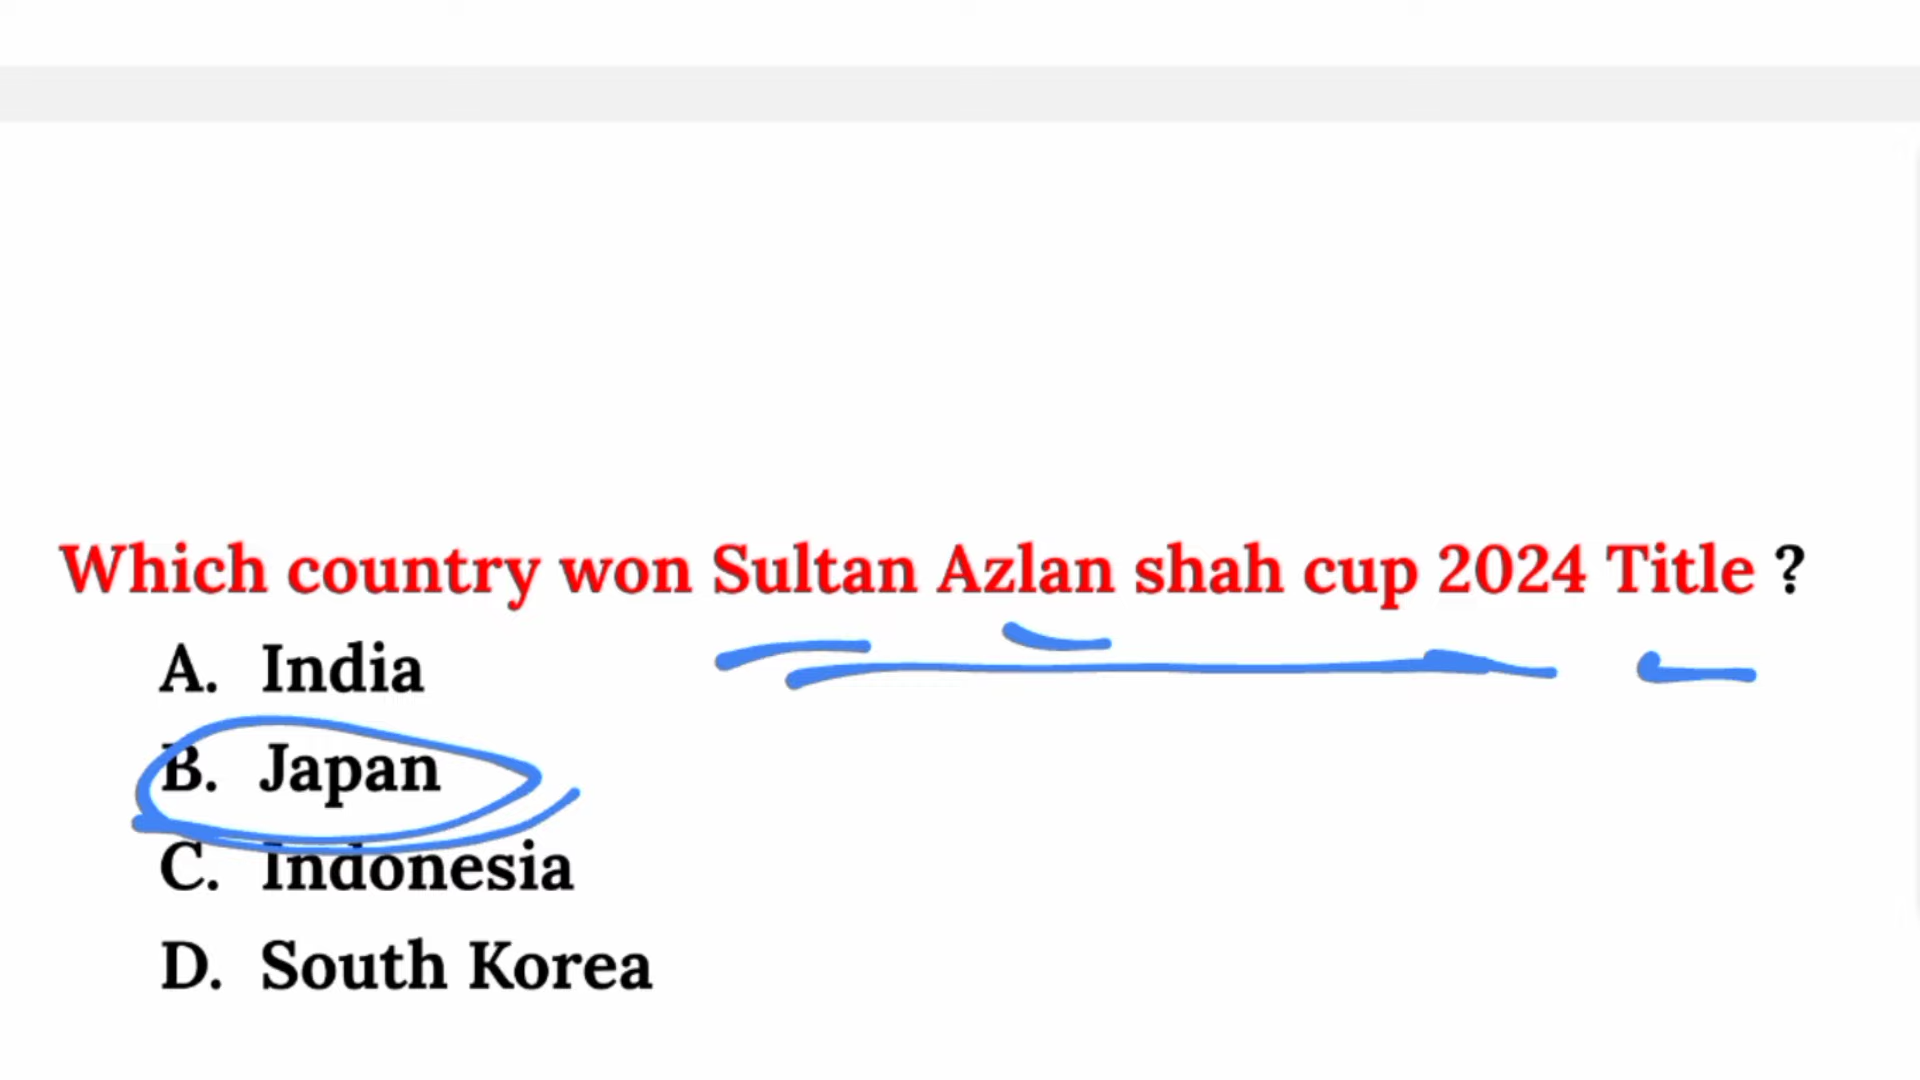 Which country won Sultan Azlan shah cup 2024 Title ?
A. India
B. Japan
C. Indonesia
D. South Korea